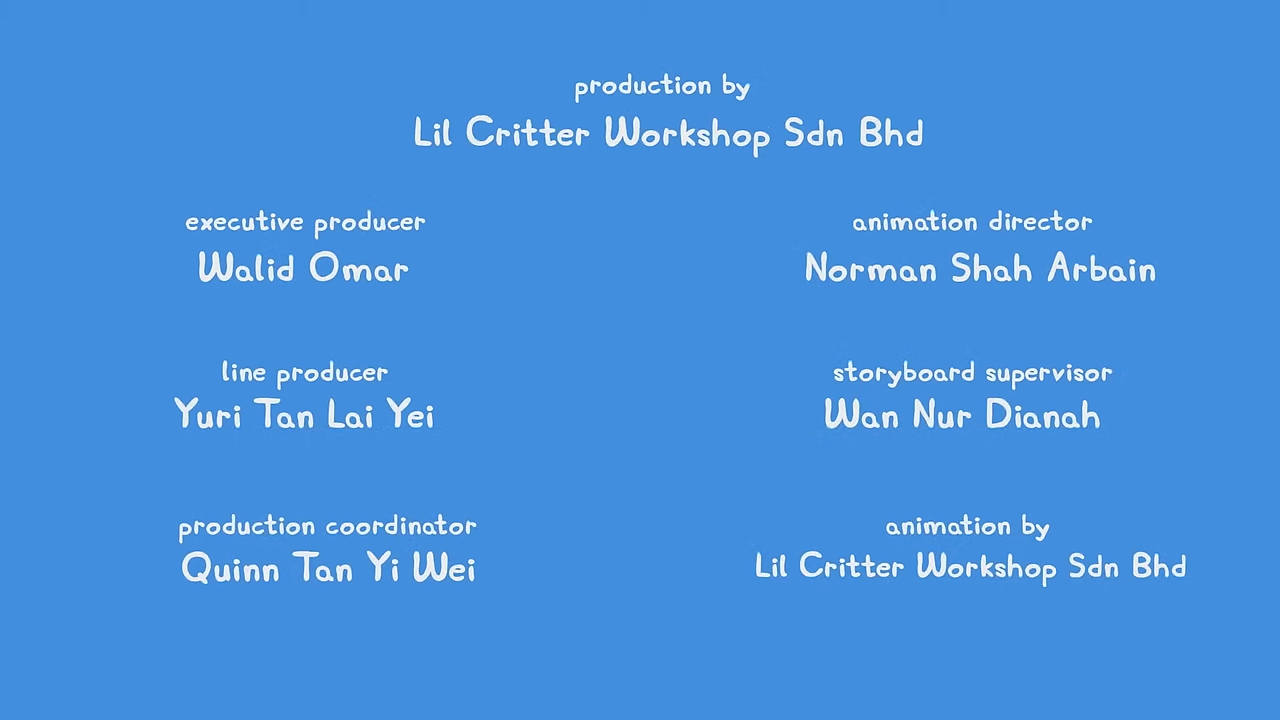 production by
Lil Critter Workshop Sdn Bhd
executive producer
Walid Omar
animation director
Norman Shah Arbain
line producer
Yuri Tan Lai Yei
storyboard supervisor
Wan Nur Dianah
production coordinator
Quinn Tan Yi Wei
animation by
Lil Critter Workshop Sdn Bhd